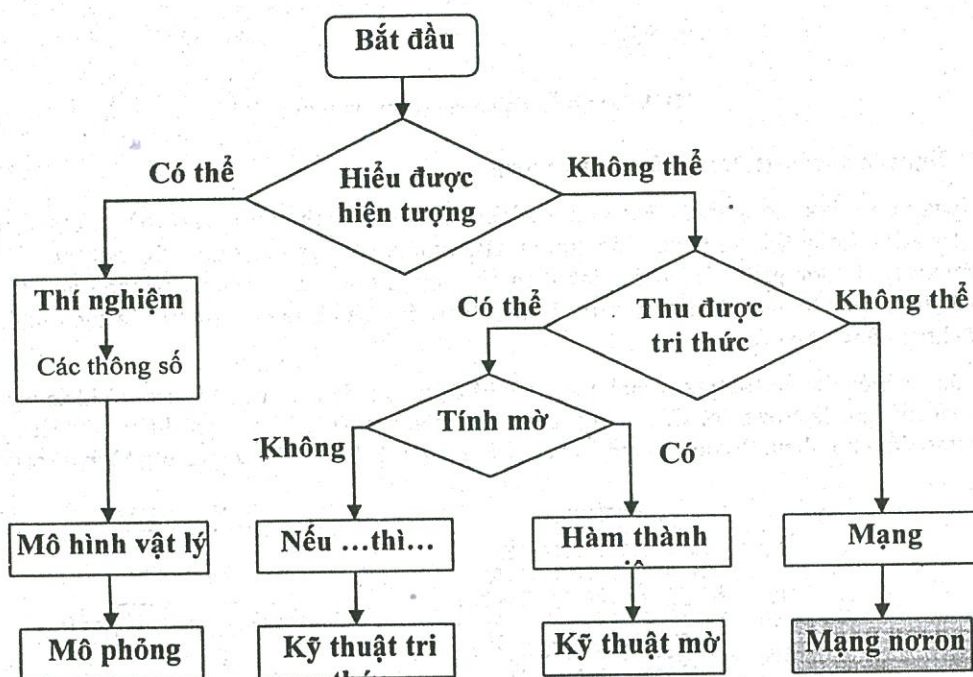 Bắt đầu
Có thể
Hiểu được
hiện tượng
Không thể
Thí nghiệm
Các thông số
Có thể
Thu được
tri thức
Không thể
Tính mờ
Không
Có
Mô hình vật lý
Nếu ...thì...
Hàm thành
Mạng
Mô phỏng
Kỹ thuật tri
Kỹ thuật mờ
Mạng nơron